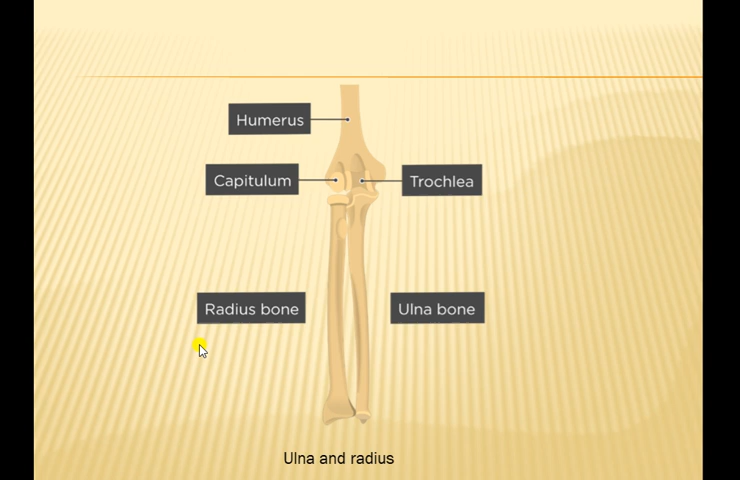 Humerus
Capitulum
Trochlea
Radius bone
Ulna bone
Ulna and radius